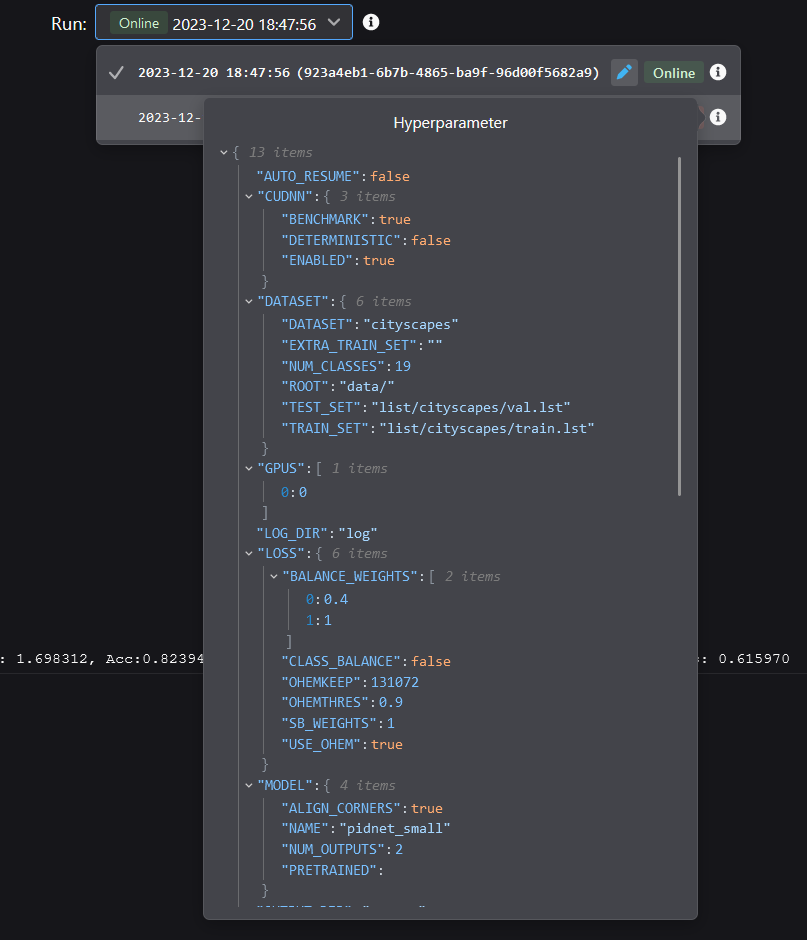 Run: Online 2023-12-20 18:47:56
2023-12-20 18:47:56 (923a4eb1-6b7b-4865-ba9f-96d00f5682a9) Online
2023-12-
Hyperparameter
{ 13 items
"AUTO_RESUME":false
"CUDNN":{ 3 items
"BENCHMARK":true
"DETERMINISTIC":false
"ENABLED":true
}
"DATASET":{ 6 items
"DATASET":"cityscapes"
"EXTRA_TRAIN_SET":""
"NUM_CLASSES":19
"ROOT":"data/"
"TEST_SET":"list/cityscapes/val.lst"
"TRAIN_SET":"list/cityscapes/train.lst"
}
"GPUS":[ 1 items
0:0
]
"LOG_DIR":"log"
"LOSS":{ 6 items
"BALANCE_WEIGHTS":[ 2 items
0:0.4
1:1
]
"CLASS_BALANCE":false
: 1.698312, Acc:0.82394 : 0.615970
"OHEMKEEP":131072
"OHEMTHRES":0.9
"SB_WEIGHTS":1
"USE_OHEM":true
}
"MODEL":{ 4 items
"ALIGN_CORNERS":true
"NAME":"pidnet_small"
"NUM_OUTPUTS":2
"PRETRAINED":
}